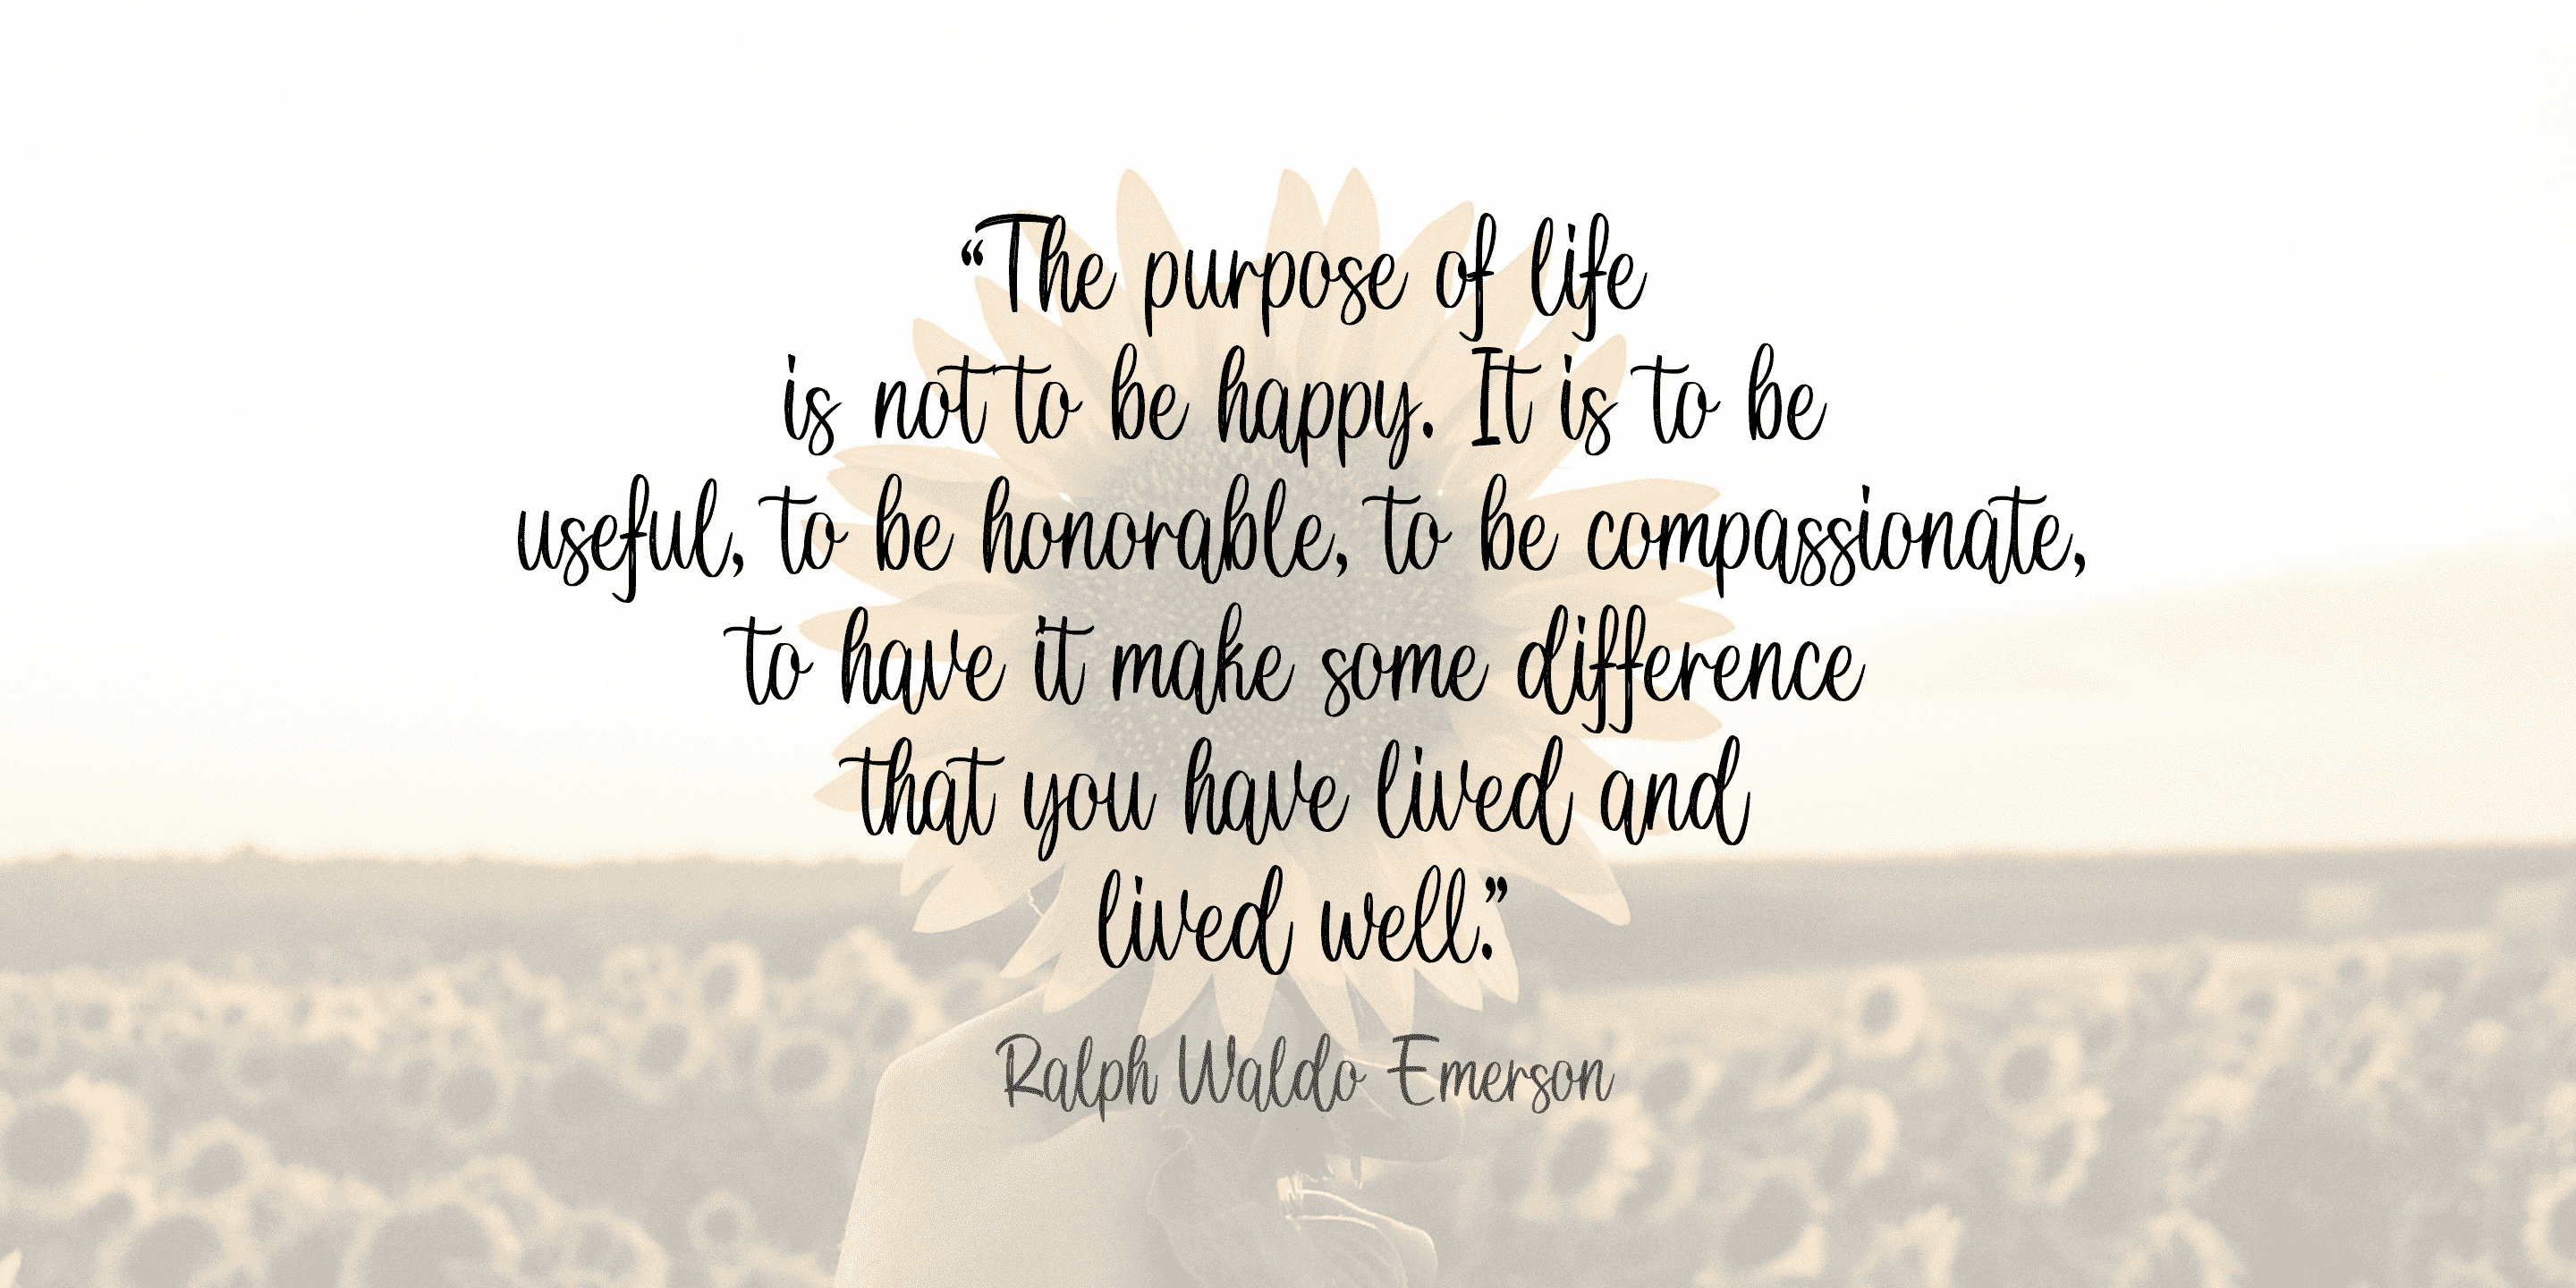 “The purpose of life
is not to be happy. It is to be
useful, to be honorable, to be compassionate,
to have it make some difference
that you have lived and
lived well.”
Ralph Waldo Emerson